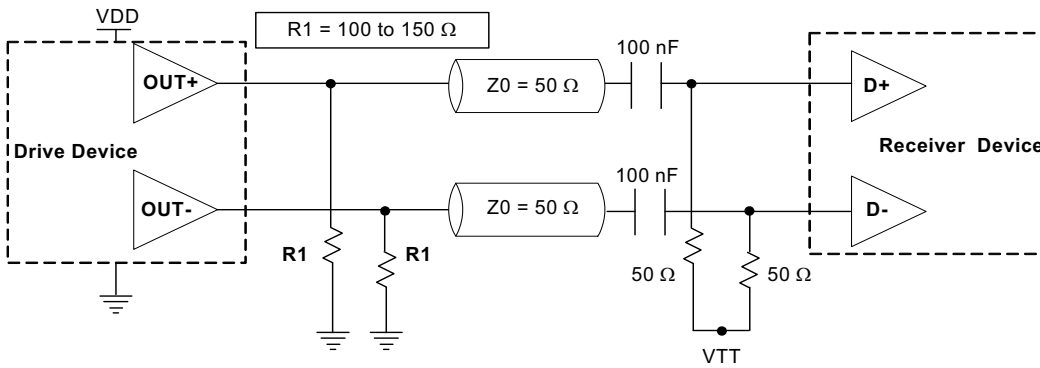 VDD
R1 = 100 to 150 Ω
100 nF
OUT+
Z0 = 50 Ω
D+
Drive Device
Receiver Device
100 nF
OUT-
Z0 = 50 Ω
D-
R1
R1
50 Ω
50 Ω
VTT